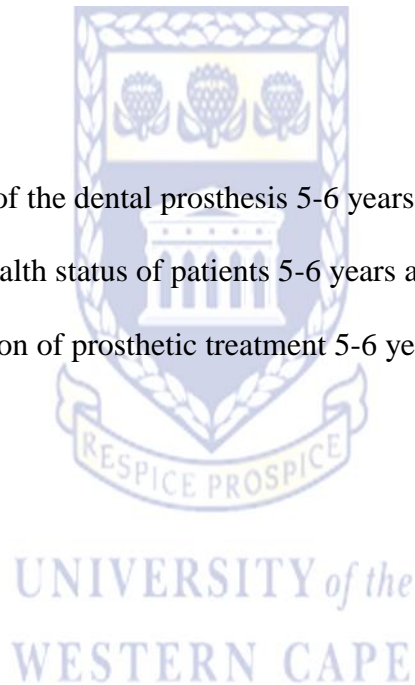 of the dental prosthesis 5-6 years
alth status of patients 5-6 years a
on of prosthetic treatment 5-6 ye
RESPICE PROSPICE
UNIVERSITY of the
WESTERN CAPE